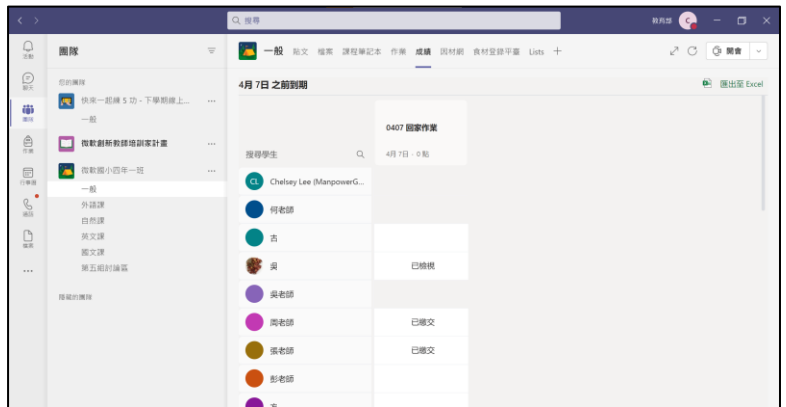 搜尋
教育部
C
活動
聊天
團隊
作業
行事曆
通話
檔案
團隊
您的團隊
快來一起練 5 功 - 下學期線上...
一般
微軟創新教師培訓家計畫
微軟國小四年一班
一般
外語課
自然課
英文課
國文課
第五組討論區
隱藏的團隊
一般 貼文 檔案 課程筆記本 作業 成績 因材網 食材登錄平臺 Lists
開會
4月 7日 之前到期
匯出至 Excel
0407 回家作業
搜尋學生
4月 7日 · 0 點
CL Chelsey Lee (ManpowerG...
何老師
古
吳 已檢視
吳老師
周老師 已繳交
張老師 已繳交
彭老師